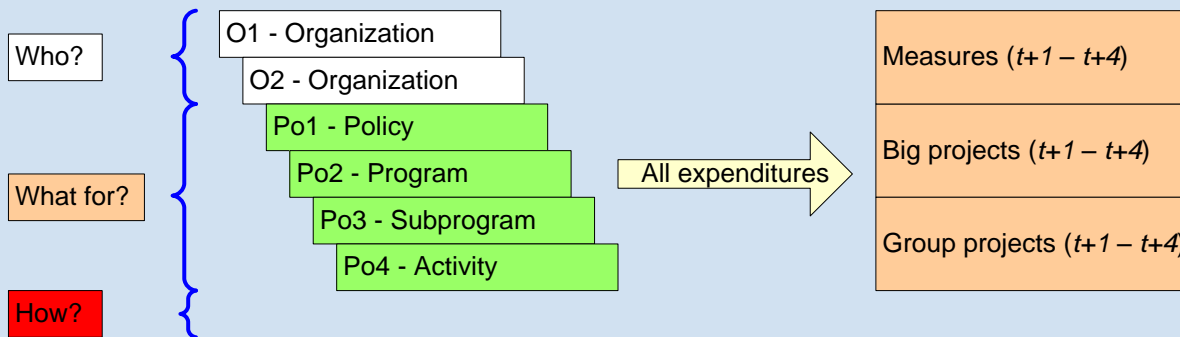 Who?
O1 - Organization
O2 - Organization
What for?
Po1 - Policy
Po2 - Program
Po3 - Subprogram
Po4 - Activity
How?
All expenditures
Measures (t+1 – t+4)
Big projects (t+1 – t+4)
Group projects (t+1 – t+4)